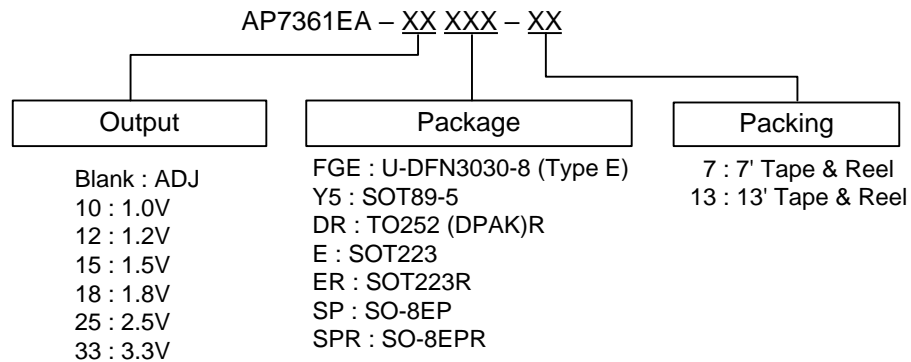 AP7361EA – XX XXX – XX
Output
Blank : ADJ
10 : 1.0V
12 : 1.2V
15 : 1.5V
18 : 1.8V
25 : 2.5V
33 : 3.3V
Package
FGE : U-DFN3030-8 (Type E)
Y5 : SOT89-5
DR : TO252 (DPAK)R
E : SOT223
ER : SOT223R
SP : SO-8EP
SPR : SO-8EPR
Packing
7 : 7' Tape & Reel
13 : 13' Tape & Reel